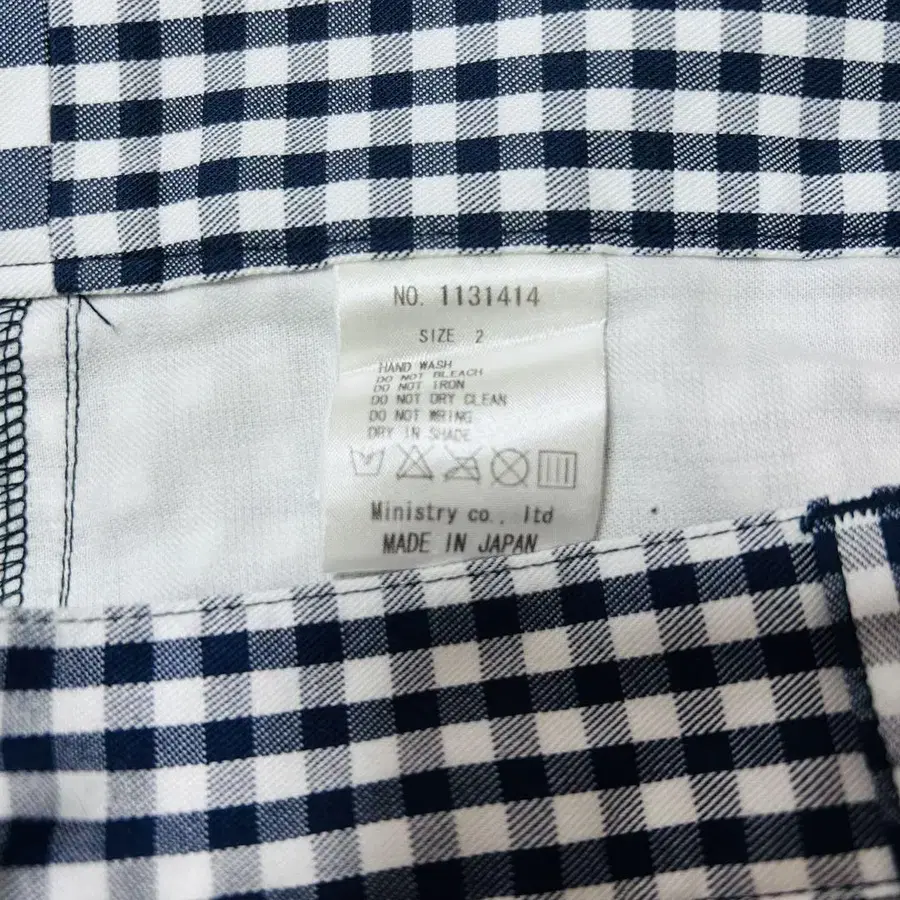 NO. 1131414
SIZE 2
HAND WASH
DO NOT BLEACH
DO NOT IRON
DO NOT DRY CLEAN
DO NOT WRING
DRY IN SHADE
Ministry co., ltd
MADE IN JAPAN